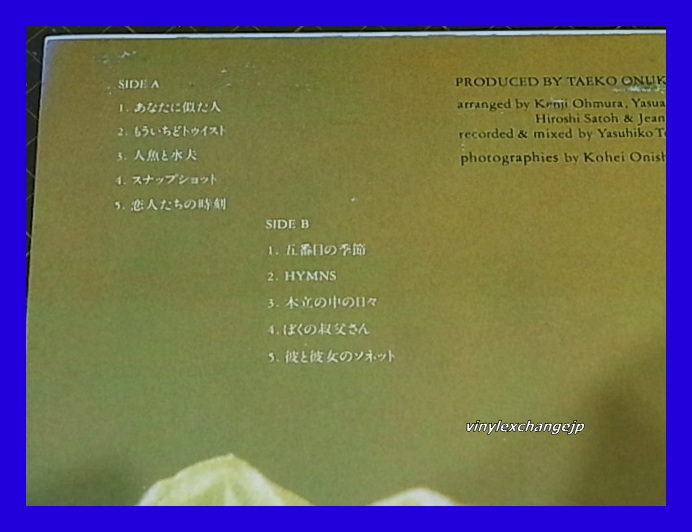 SIDE A
1. あなたに似た人
2. もういちどトゥイスト
3. 人魚と水夫
4. スナップショット
5. 恋人たちの時刻
SIDE B
1. 五番目の季節
2. HYMNS
3. 木立の中の日々
4. ぼくの叔父さん
5. 彼と彼女のソネット
PRODUCED BY TAEKO ONUK
arranged by Kenji Ohmura, Yasua
Hiroshi Satoh & Jean
recorded & mixed by Yasuhiko To
photographies by Kohei Onish
vinylexchangejp